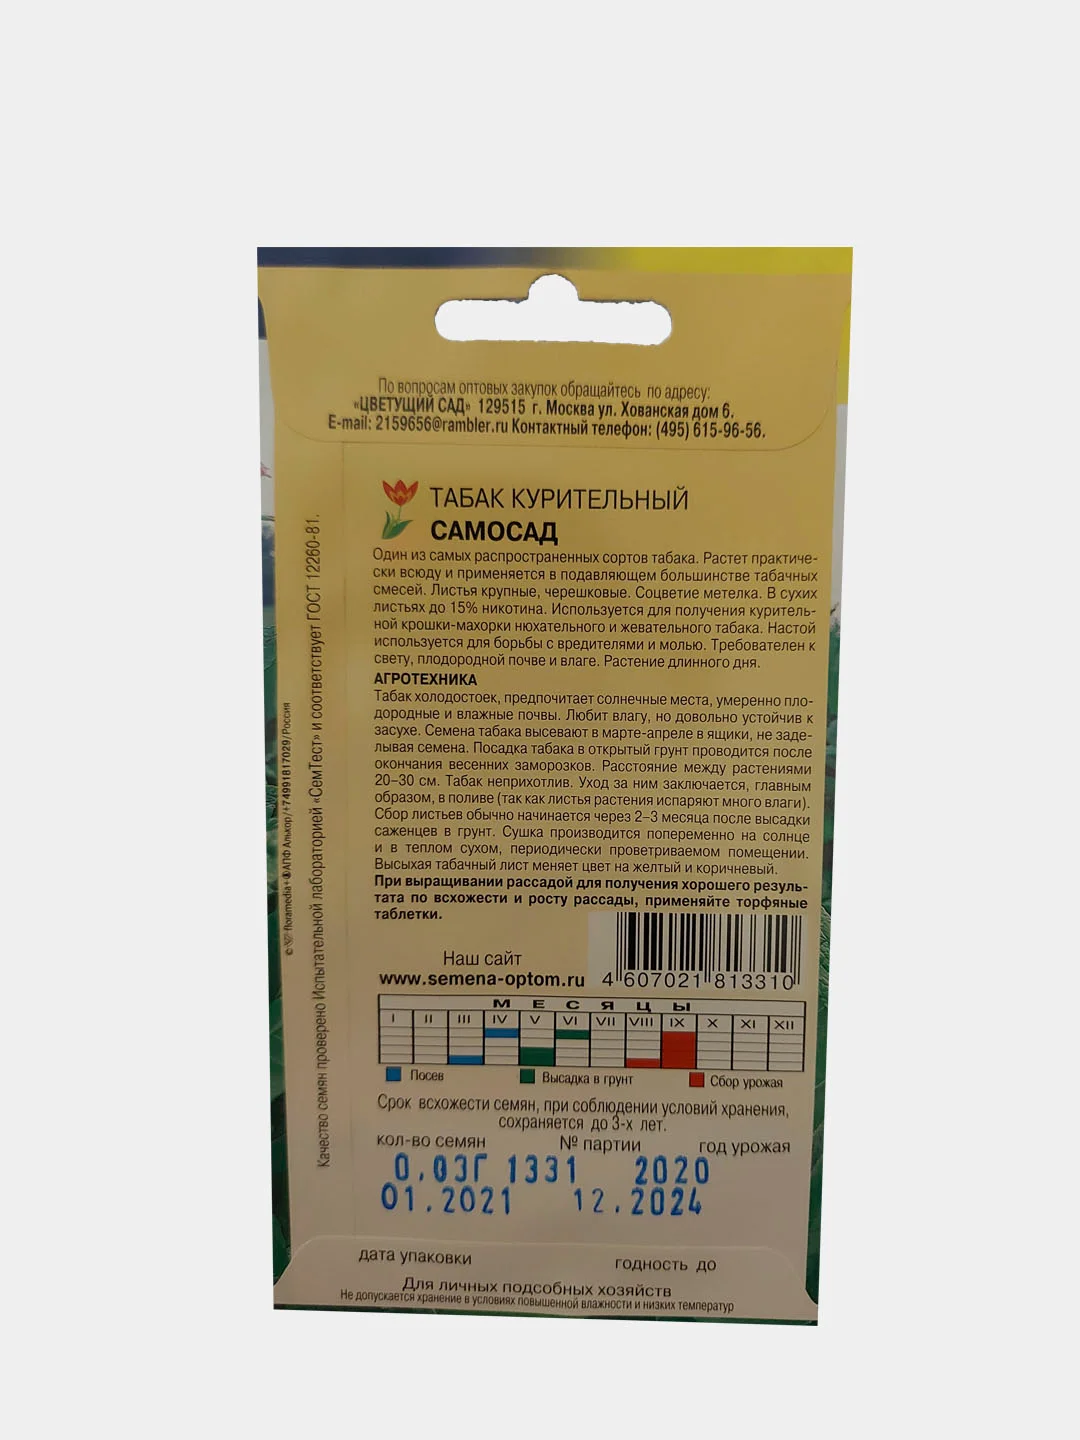 По вопросам оптовых закупок обращайтесь по адресу:
«ЦВЕТУЩИЙ САД» 129515 г. Москва ул. Хованская дом 6.
E-mail: 2159656@rambler.ru Контактный телефон: (495) 615-96-56.
ТАБАК КУРИТЕЛЬНЫЙ
САМОСАД
Один из самых распространенных сортов табака. Растет практиче-
ски всюду и применяется в подавляющем большинстве табачных
смесей. Листья крупные, черешковые. Соцветие метелка. В сухих
листьях до 15% никотина. Используется для получения куритель-
ной крошки-махорки нюхательного и жевательного табака. Настой
используется для борьбы с вредителями и молью. Требователен к
свету, плодородной почве и влаге. Растение длинного дня.
АГРОТЕХНИКА
Табак холодостоек, предпочитает солнечные места, умеренно пло-
дородные и влажные почвы. Любит влагу, но довольно устойчив к
засухе. Семена табака высевают в марте-апреле в ящики, не заде-
лывая семена. Посадка табака в открытый грунт проводится после
окончания весенних заморозков. Расстояние между растениями
20–30 см. Табак неприхотлив. Уход за ним заключается, главным
образом, в поливе (так как листья растения испаряют много влаги).
Сбор листьев обычно начинается через 2–3 месяца после высадки
саженцев в грунт. Сушка производится попеременно на солнце
и в теплом сухом, периодически проветриваемом помещении.
Высыхая табачный лист меняет цвет на желтый и коричневый.
При выращивании рассадой для получения хорошего резуль-
тата по всхожести и росту рассады, применяйте торфяные
таблетки.
Наш сайт
www.semena-optom.ru
4 607021 813310
МЕСЯЦЫ
I II III IV V VI VII VIII IX X XI XII
Посев Высадка в грунт Сбор урожая
Срок всхожести семян, при соблюдении условий хранения,
сохраняется до 3-х лет.
кол-во семян № партии год урожая
0.03Г 1331 2020
01.2021 12.2024
дата упаковки годность до
Для личных подсобных хозяйств
Не допускается хранение в условиях повышенной влажности и низких температур
Качество семян проверено Испытательной лабораторией «СемТест» и соответствует ГОСТ 12260-81.
© floramedia+®АПФ Алькор/+74991817029/Россия